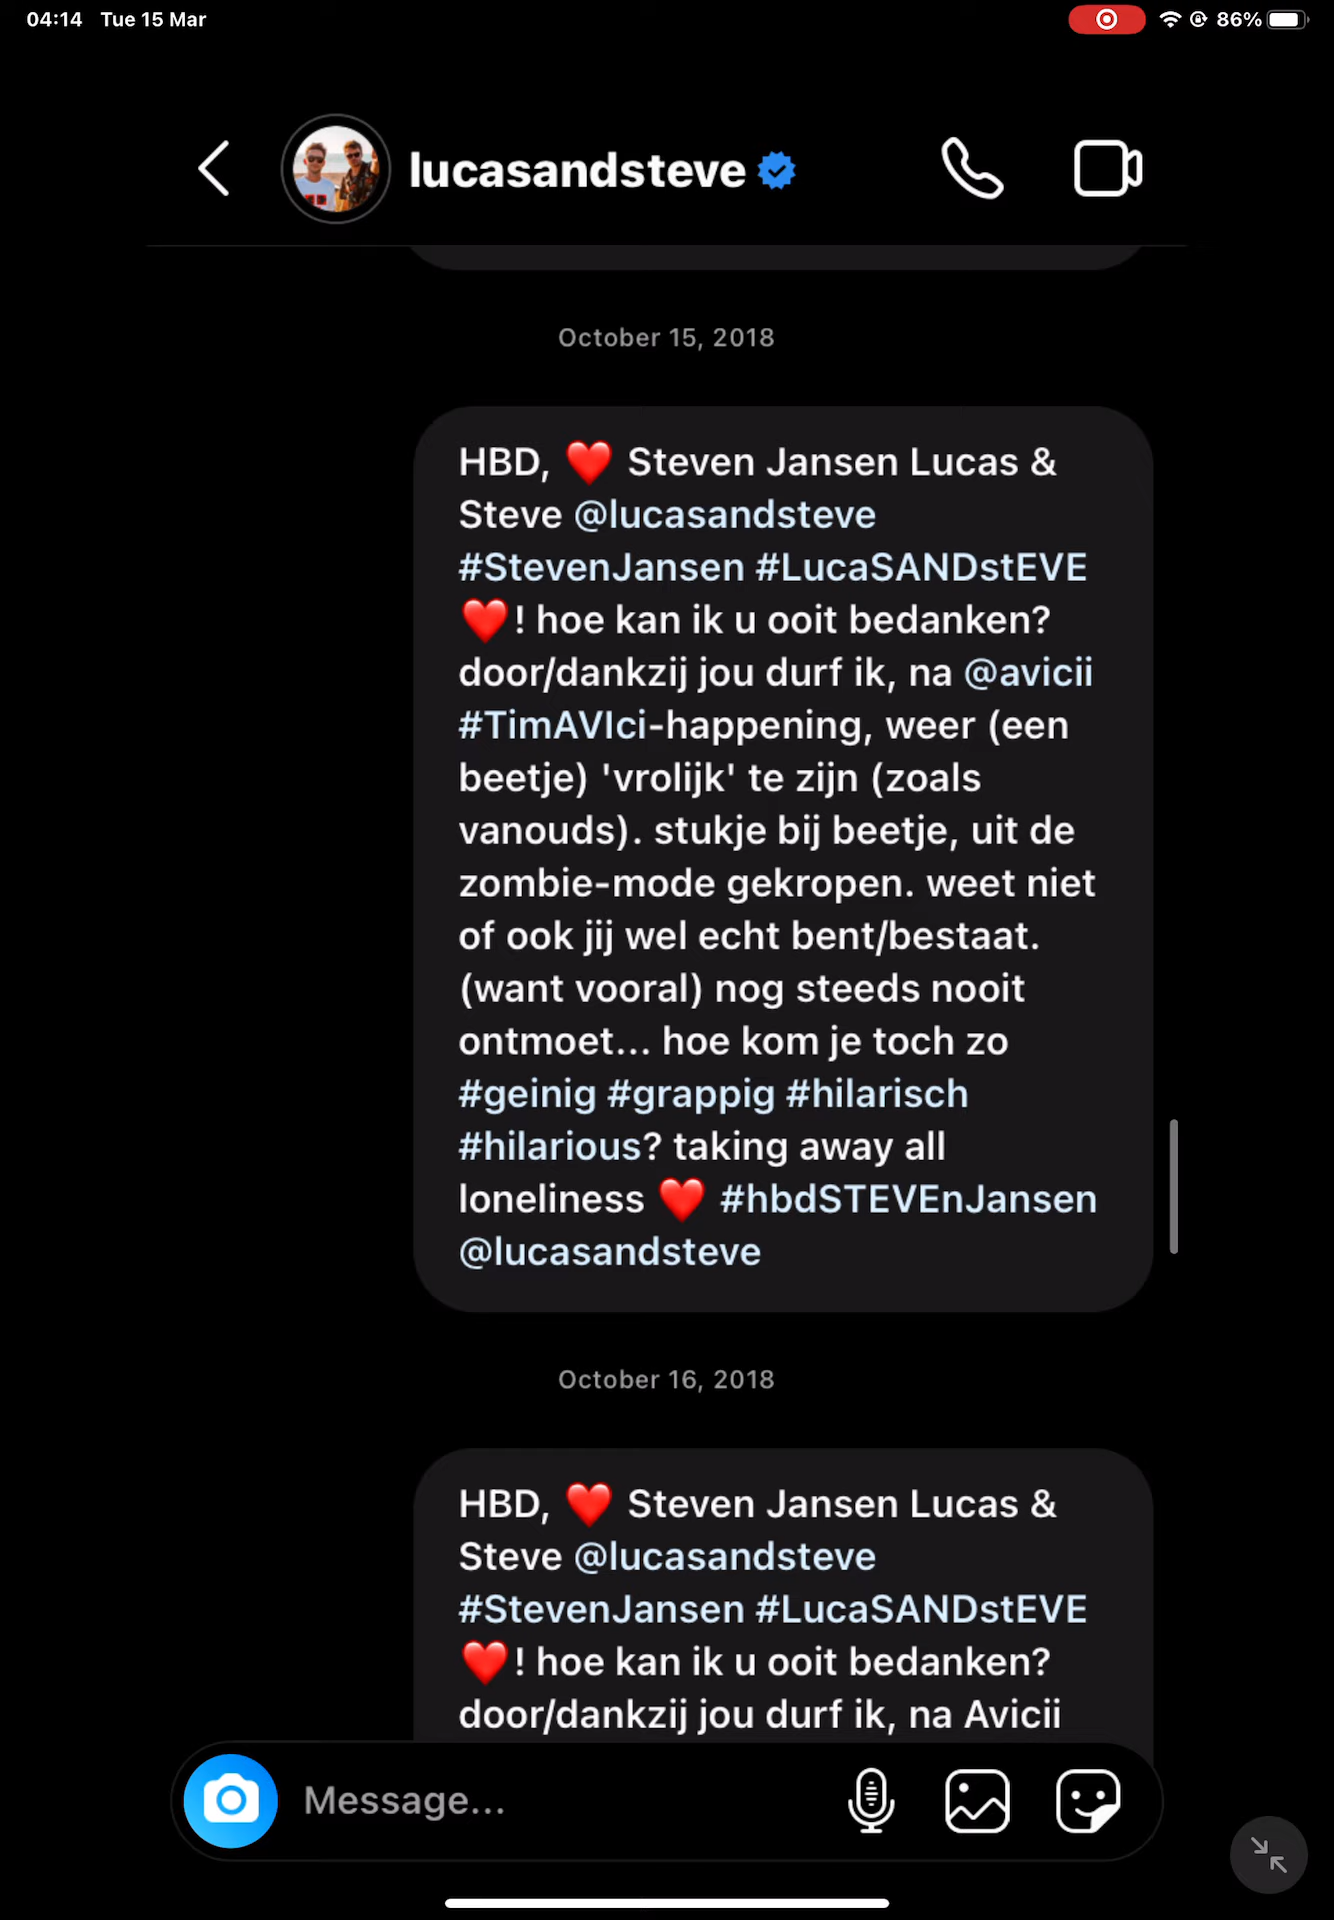 04:14 Tue 15 Mar
86%
lucasandsteve
October 15, 2018
HBD, ❤️ Steven Jansen Lucas &
Steve @lucasandsteve
#StevenJansen #LucaSANDstEVE
❤️! hoe kan ik u ooit bedanken?
door/dankzij jou durf ik, na @avicii
#TimAVIci-happening, weer (een
beetje) 'vrolijk' te zijn (zoals
vanouds). stukje bij beetje, uit de
zombie-mode gekropen. weet niet
of ook jij wel echt bent/bestaat.
(want vooral) nog steeds nooit
ontmoet... hoe kom je toch zo
#geinig #grappig #hilarisch
#hilarious? taking away all
loneliness ❤️ #hbdSTEVEnJansen
@lucasandsteve
October 16, 2018
HBD, ❤️ Steven Jansen Lucas &
Steve @lucasandsteve
#StevenJansen #LucaSANDstEVE
❤️! hoe kan ik u ooit bedanken?
door/dankzij jou durf ik, na Avicii
Message...